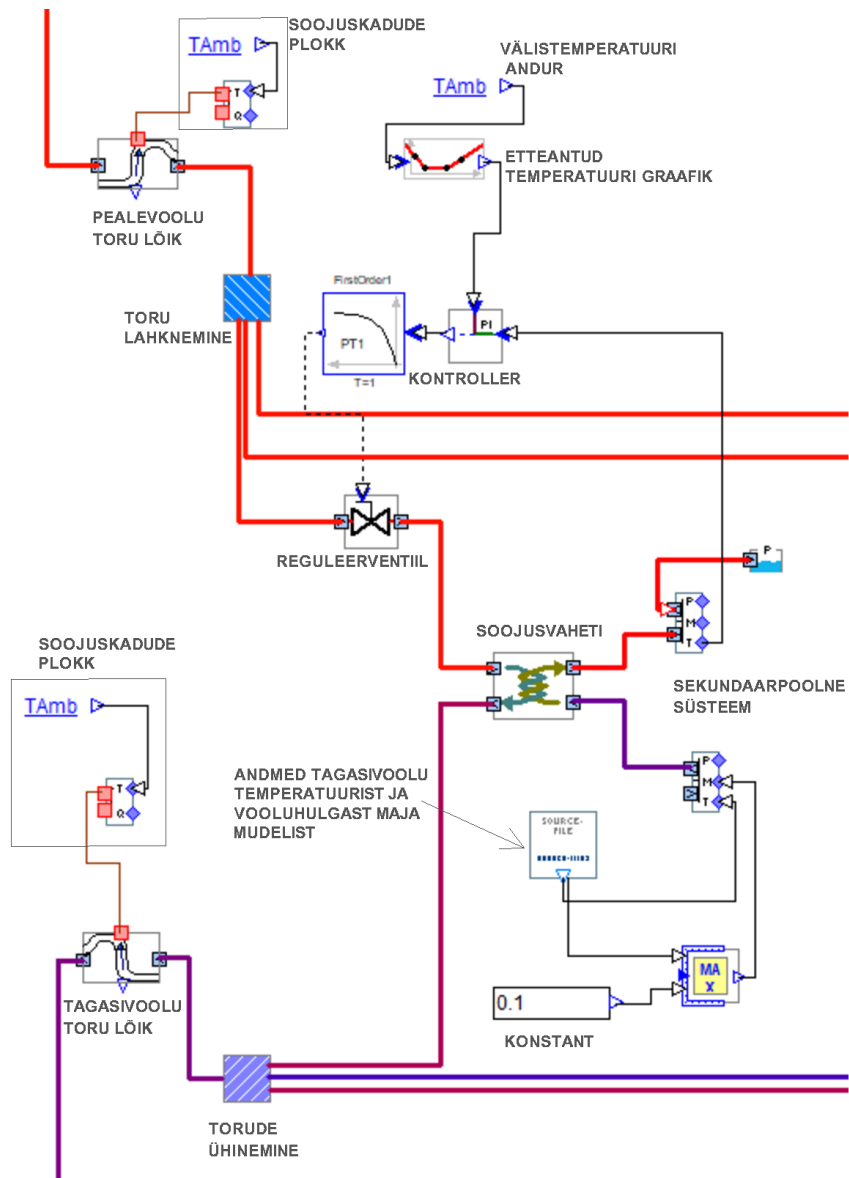 SOOJUSKADUDE
PLOKK
TAmb
T
Q
VÄLISTEMPERATUURI
ANDUR
TAmb
ETTEANTUD
TEMPERATUURI GRAAFIK
PEALEVOOLU
TORU LÕIK
TORU
LAHKNEMINE
FirstOrder1
PT1
T=1
PI
KONTROLLER
REGULEERVENTIIL
P
P
M
T
SOOJUSVAHETI
SEKUNDAARPOOLNE
SÜSTEEM
SOOJUSKADUDE
PLOKK
TAmb
T
Q
ANDMED TAGASIVOOLU
TEMPERATUURIST JA
VOOLUHULGAST MAJA
MUDELIST
P
M
T
SOURCE-
FILE
MA
X
0.1
KONSTANT
TAGASIVOOLU
TORU LÕIK
TORUDE
ÜHINEMINE